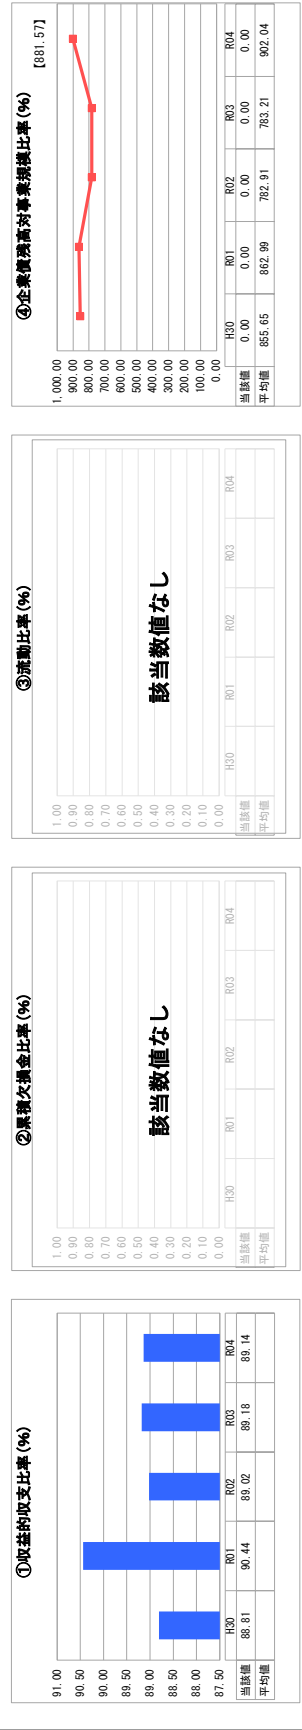 ①収益的収支比率(%)
91.00
90.50
90.00
89.50
89.00
88.50
88.00
87.50
H30 R01 R02 R03 R04
当該値 88.81 90.44 89.02 89.18 89.14
平均値
②累積欠損金比率(%)
1.00
0.90
0.80
0.70
0.60
0.50
0.40
0.30
0.20
0.10
0.00
該当数値なし
H30 R01 R02 R03 R04
当該値
平均値
③流動比率(%)
1.00
0.90
0.80
0.70
0.60
0.50
0.40
0.30
0.20
0.10
0.00
該当数値なし
H30 R01 R02 R03 R04
当該値
平均値
④企業債残高対事業規模比率(%)
【881.57】
1,000.00
900.00
800.00
700.00
600.00
500.00
400.00
300.00
200.00
100.00
0.00
H30 R01 R02 R03 R04
当該値 0.00 0.00 0.00 0.00 0.00
平均値 855.65 862.99 782.91 783.21 902.04